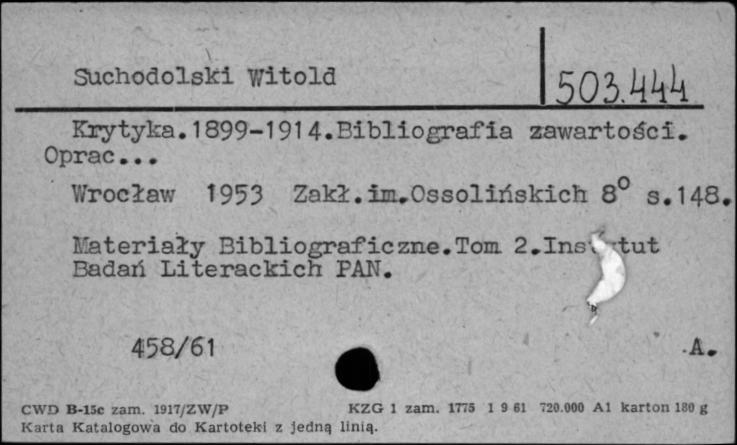 Suchodolski Witold
503.444
Krytyka.1899-1914.Bibliografia zawartości.
Oprac...
Wrocław 1953 Zakł.im.Ossolińskich 8° s.148.
Materiały Bibliograficzne.Tom 2.
Badań Literackich PAN.
458/61
A.
CWD B-15c zam. 1917/ZW/P KZG 1 zam. 1775 1 9 61 720.000 A1 karton 180 g
Karta Katalogowa do Kartoteki z jedną linią.